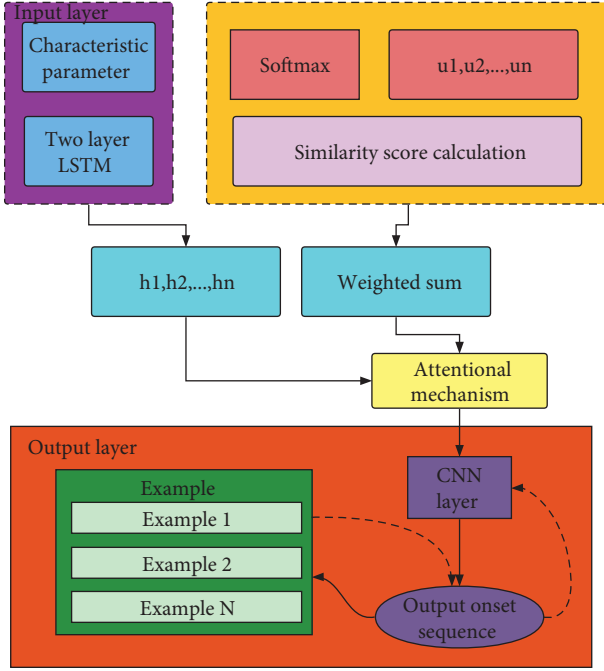 Input layer
Characteristic
parameter
Two layer
LSTM
Softmax
u1,u2,...,un
Similarity score calculation
h1,h2,...,hn
Weighted sum
Attentional
mechanism
Output layer
Example
Example 1
Example 2
Example N
CNN
layer
Output onset
sequence